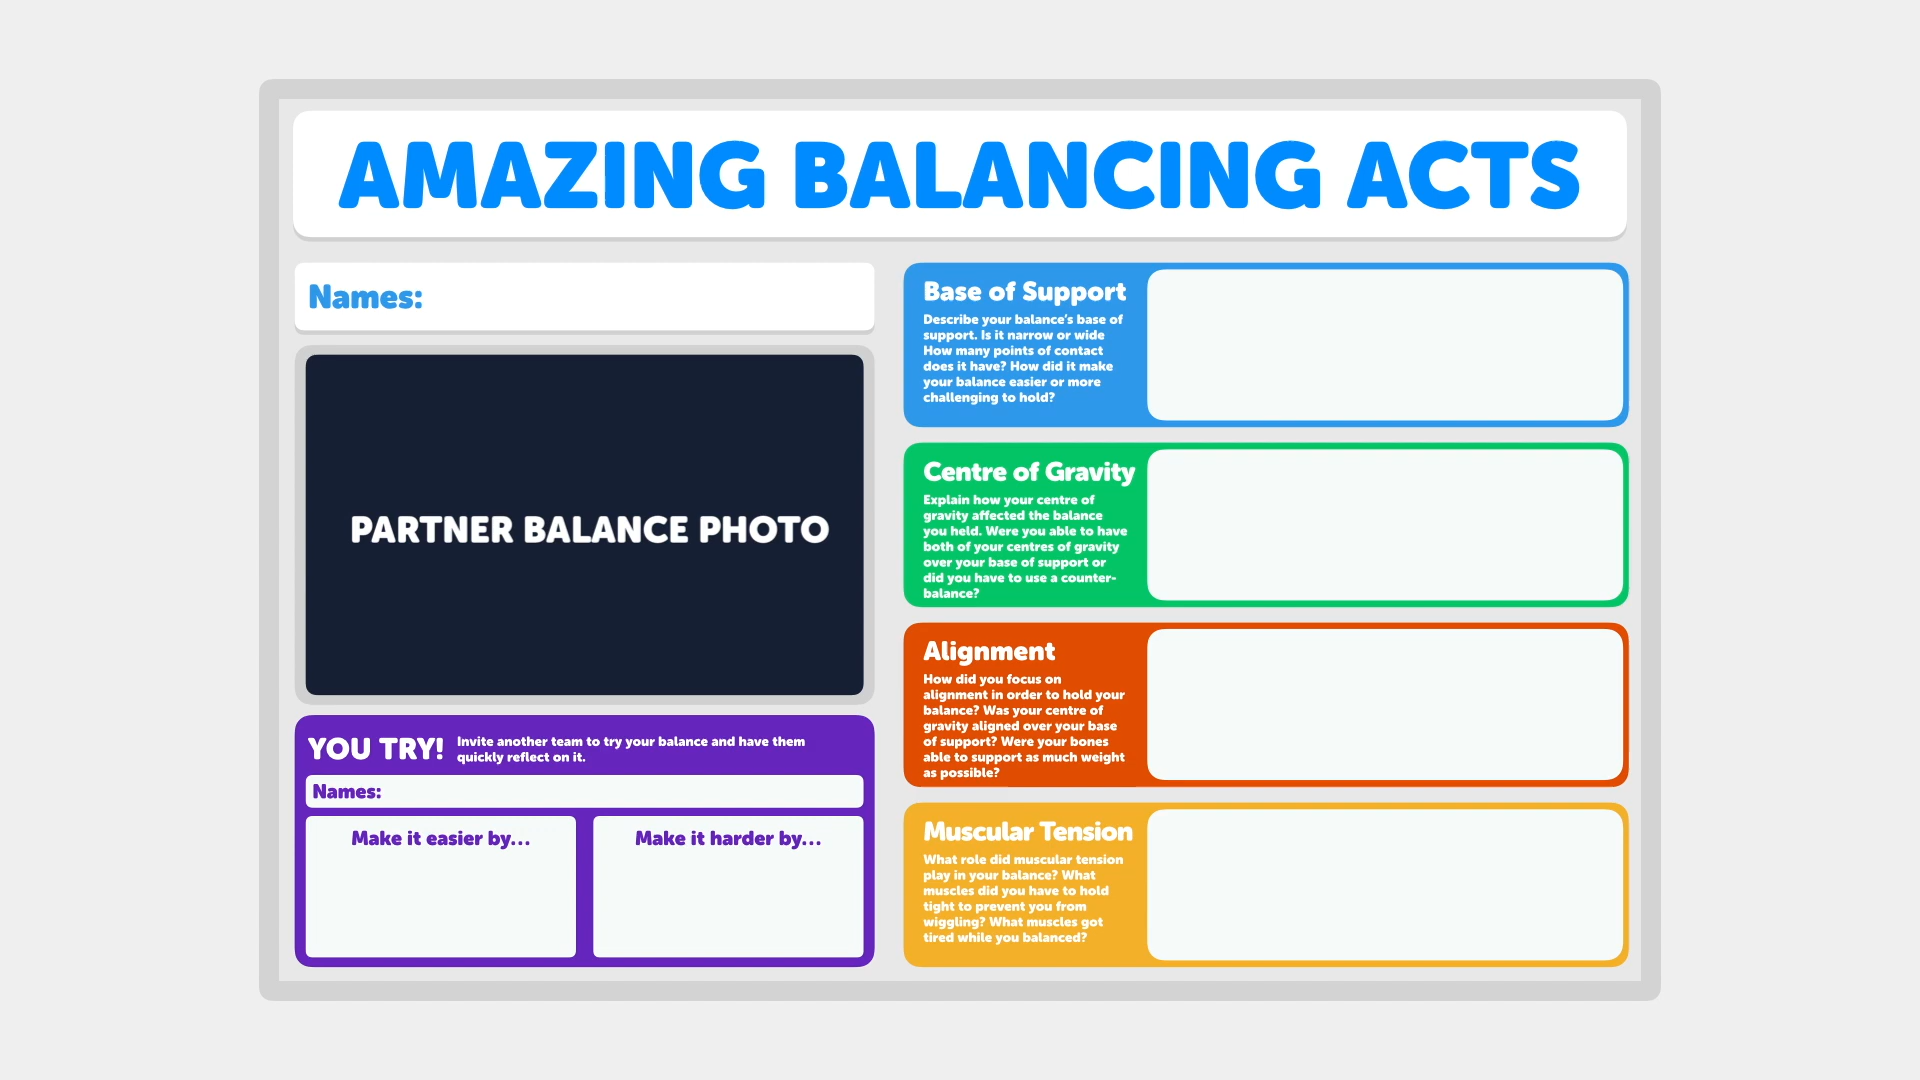 AMAZING BALANCING ACTS
Names:
PARTNER BALANCE PHOTO
YOU TRY!
Invite another team to try your balance and have them
quickly reflect on it.
Names:
Make it easier by...
Make it harder by...
Base of Support
Describe your balance's base of
support. Is it narrow or wide
How many points of contact
does it have? How did it make
your balance easier or more
challenging to hold?
Centre of Gravity
Explain how your centre of
gravity affected the balance
you held. Were you able to have
both of your centres of gravity
over your base of support or
did you have to use a counter-
balance?
Alignment
How did you focus on
alignment in order to hold your
balance? Was your centre of
gravity aligned over your base
of support? Were your bones
able to support as much weight
as possible?
Muscular Tension
What role did muscular tension
play in your balance? What
muscles did you have to hold
tight to prevent you from
wiggling? What muscles got
tired while you balanced?